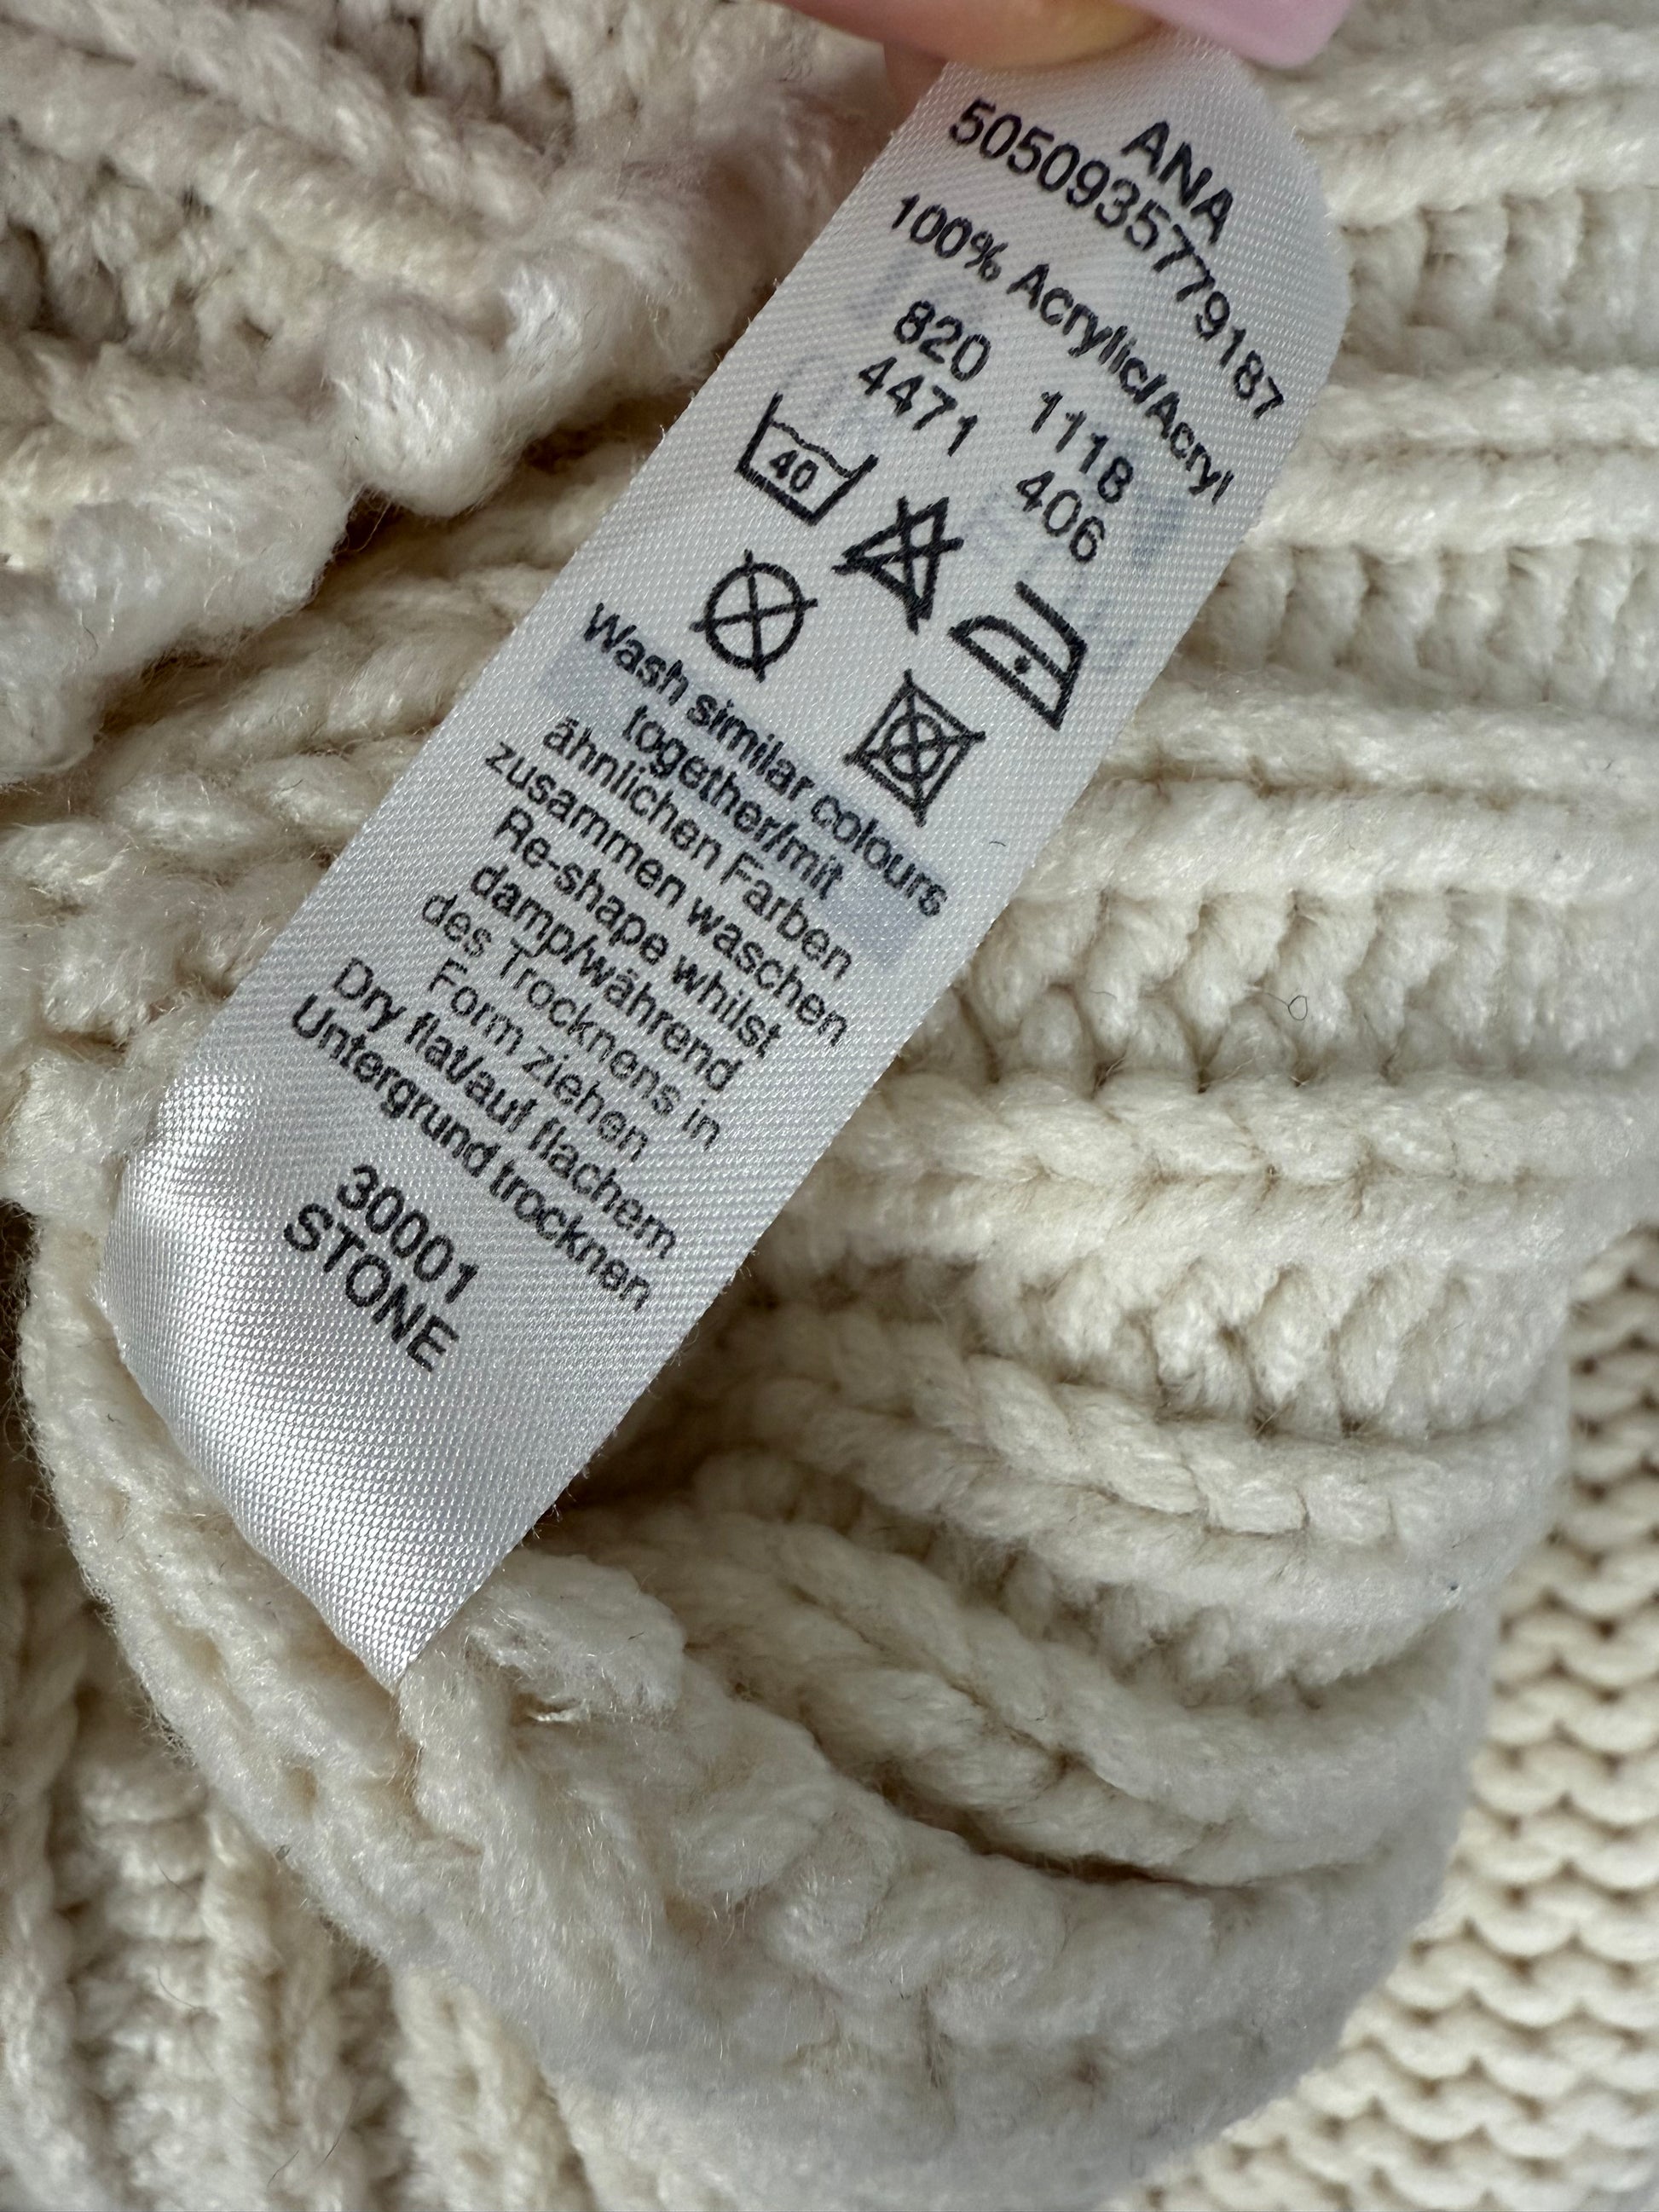 ANA
5050935779187
100% Acrylic/Acryl
820 1118
4471 406
40
Wash similar colours
together/mit
ähnlichen Farben
zusammen waschen
Re-shape whilst
damp/während
des Trocknens in
Form ziehen
Dry flat/auf flachem
Untergrund trocknen
30001
STONE